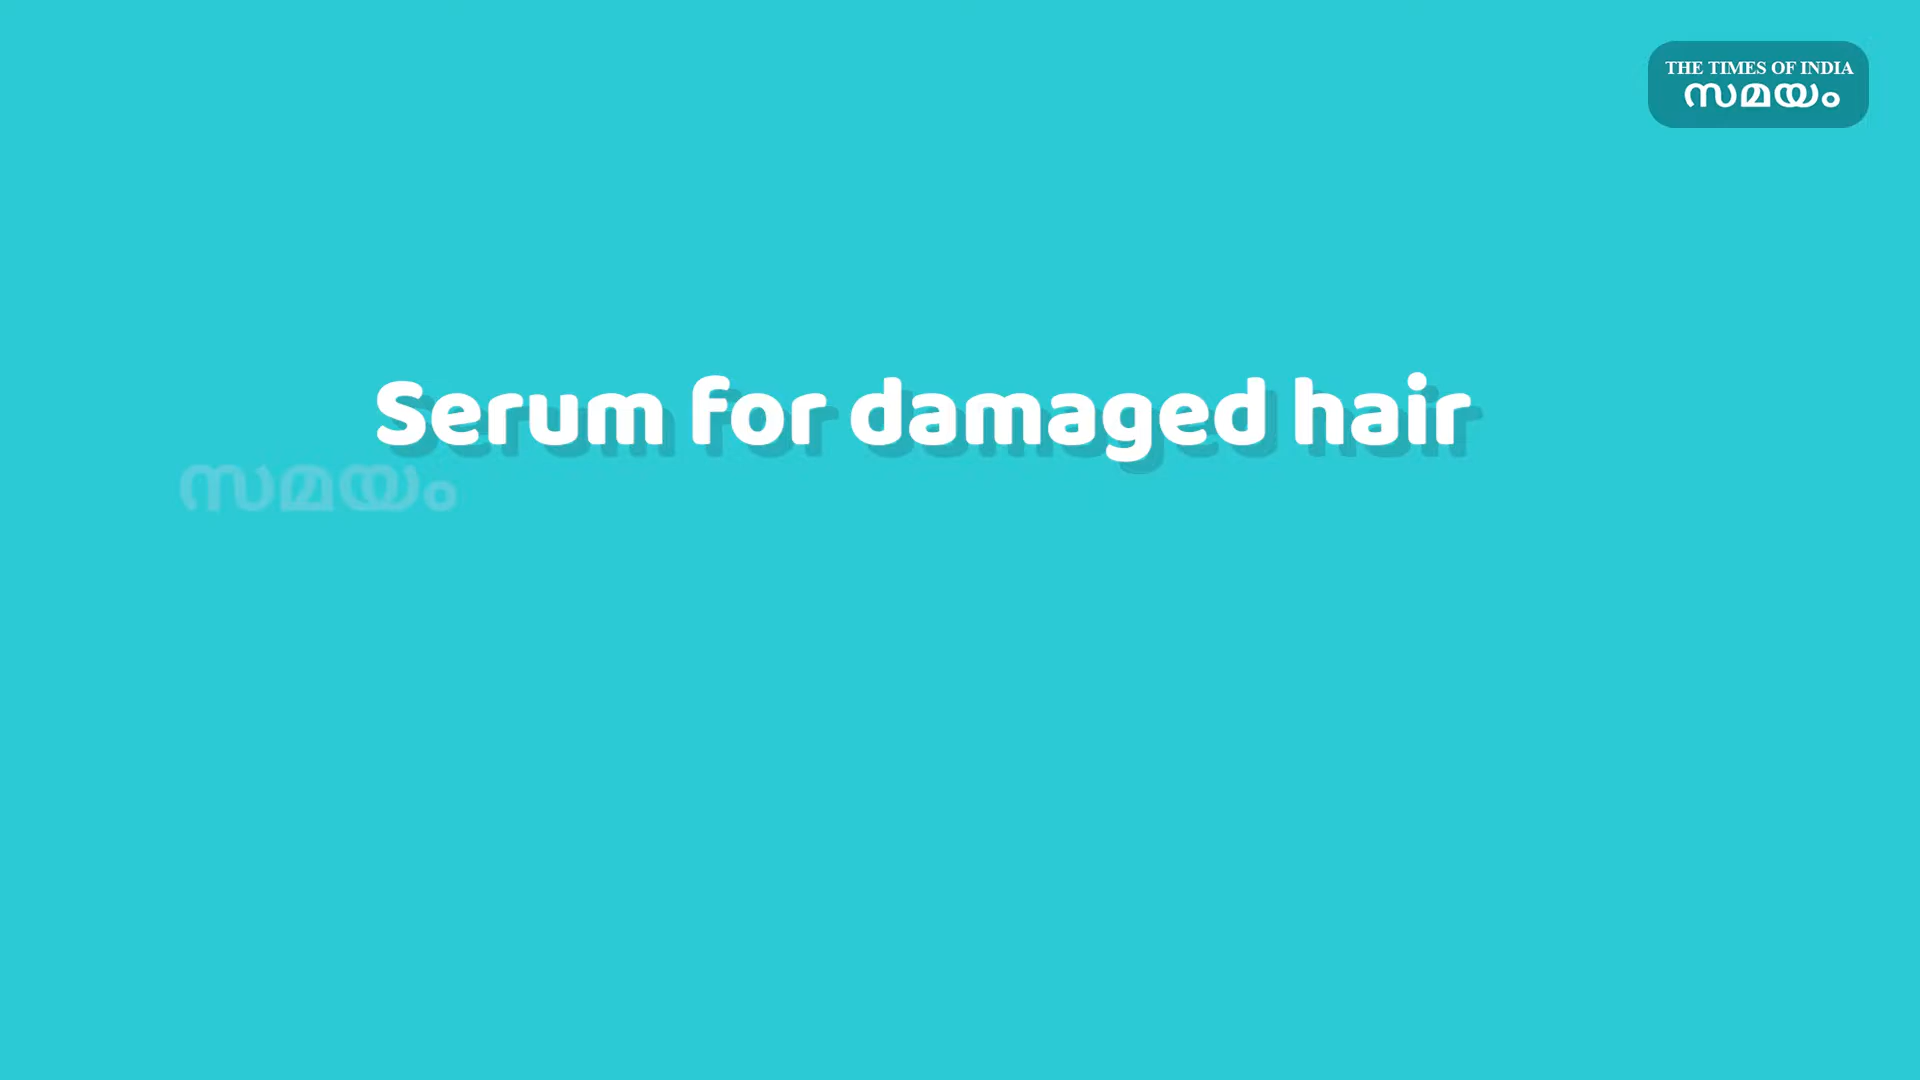 THE TIMES OF INDIA
സമയം
Serum for damaged hair
സമയം